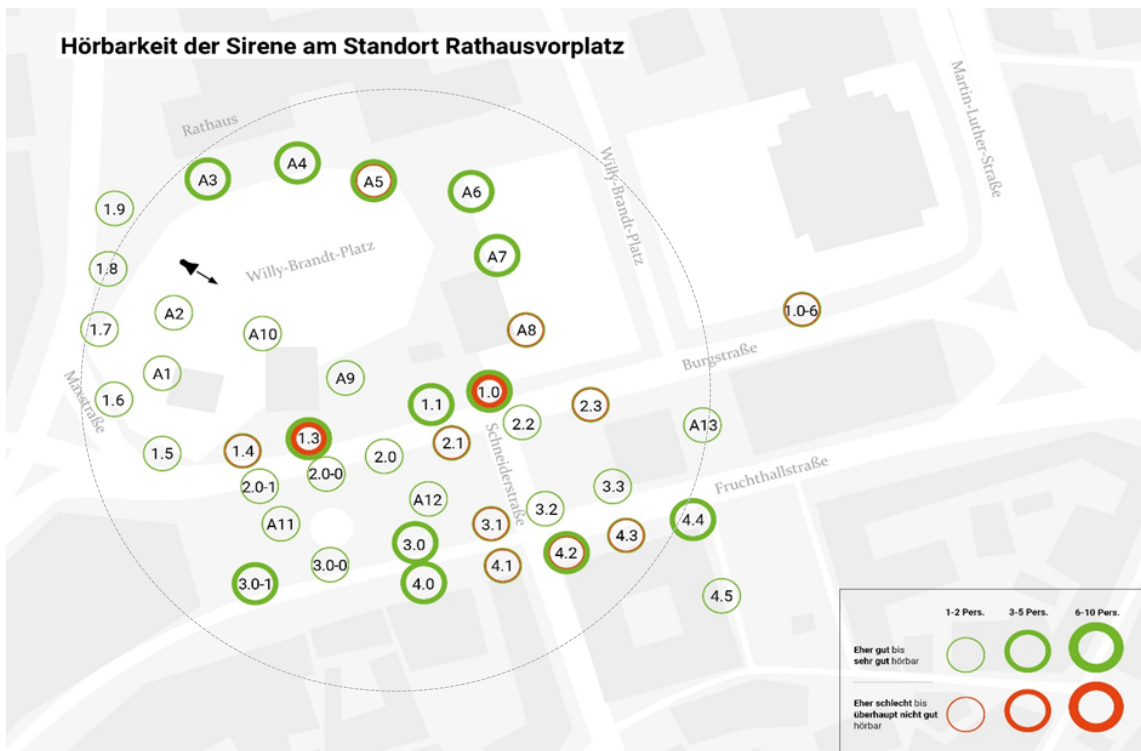 Hörbarkeit der Sirene am Standort Rathausvorplatz
Rathaus
Willy-Brandt-Platz
Martin-Luther-Straße
Willy-Brandt-Platz
Burgstraße
Maxstraße
Schneiderstraße
Fruchthallstraße
A3
A4
A5
A6
1.9
A7
1.8
A2
1.0-6
1.7
A10
A8
A1
A9
1.0
1.6
1.1
2.3
2.2
A13
1.3
2.1
1.4
1.5
2.0
2.0-0
2.0-1
3.3
A12
3.2
4.4
A11
3.1
4.3
3.0
4.2
3.0-0
4.1
3.0-1
4.0
4.5
1-2 Pers. 3-5 Pers. 6-10 Pers.
Eher gut bis
sehr gut hörbar
Eher schlecht bis
überhaupt nicht gut
hörbar